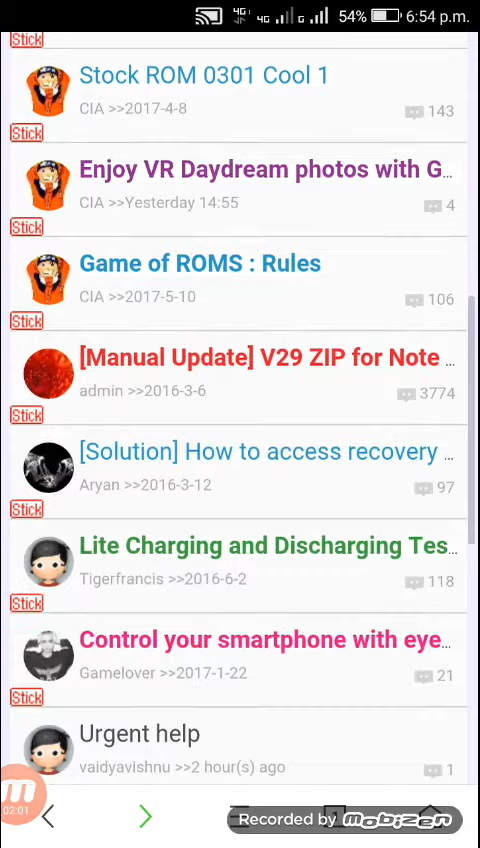 4G 4G G 54% 6:54 p.m.
Stick
Stock ROM 0301 Cool 1
CIA >>2017-4-8 143
Stick
Enjoy VR Daydream photos with G...
CIA >>Yesterday 14:55 4
Stick
Game of ROMS : Rules
CIA >>2017-5-10 106
Stick
[Manual Update] V29 ZIP for Note ...
admin >>2016-3-6 3774
Stick
[Solution] How to access recovery ...
Aryan >>2016-3-12 97
Stick
Lite Charging and Discharging Tes...
Tigerfrancis >>2016-6-2 118
Stick
Control your smartphone with eye...
Gamelover >>2017-1-22 21
Stick
Urgent help
vaidyavishnu >>2 hour(s) ago 1
02:01
Recorded by Mobizen